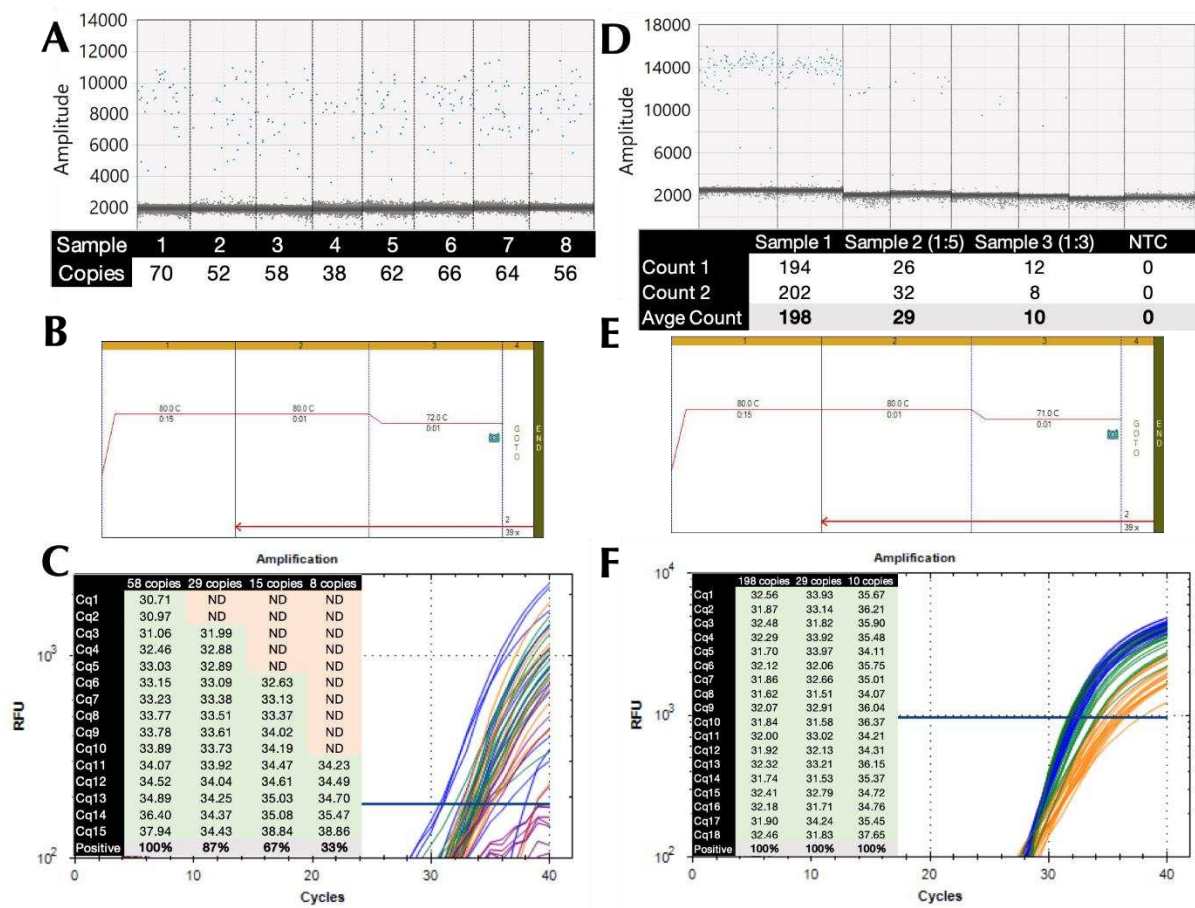 A
14000
12000
10000
8000
6000
4000
2000
Amplitude
Sample 1 2 3 4 5 6 7 8
Copies 70 52 58 38 62 66 64 56
B
1 2 3 4
80.0 C
0:15
80.0 C
0:01
72.0 C
0:01
GOTO
END
2
39 x
C
Amplification
58 copies 29 copies 15 copies 8 copies
Cq1 30.71 ND ND ND
Cq2 30.97 ND ND ND
Cq3 31.06 31.99 ND ND
Cq4 32.46 32.88 ND ND
Cq5 33.03 32.89 ND ND
Cq6 33.15 33.09 32.63 ND
Cq7 33.23 33.38 33.13 ND
Cq8 33.77 33.51 33.37 ND
Cq9 33.78 33.61 34.02 ND
Cq10 33.89 33.73 34.19 ND
Cq11 34.07 33.92 34.47 34.23
Cq12 34.52 34.04 34.61 34.49
Cq13 34.89 34.25 35.03 34.70
Cq14 36.40 34.37 35.08 35.47
Cq15 37.94 34.43 38.84 38.86
Positive 100% 87% 67% 33%
10^3
10^2
RFU
0 10 20 30 40
Cycles
D
18000
14000
10000
6000
2000
Amplitude
Sample 1 Sample 2 (1:5) Sample 3 (1:3) NTC
Count 1 194 26 12 0
Count 2 202 32 8 0
Avge Count 198 29 10 0
E
1 2 3 4
80.0 C
0:15
80.0 C
0:01
71.0 C
0:01
GOTO
END
2
39 x
F
Amplification
198 copies 29 copies 10 copies
Cq1 32.56 33.93 35.67
Cq2 31.87 33.14 36.21
Cq3 32.48 31.82 35.90
Cq4 32.29 33.92 35.48
Cq5 31.70 33.97 34.11
Cq6 32.12 32.06 35.75
Cq7 31.86 32.66 35.01
Cq8 31.62 31.51 34.07
Cq9 32.07 32.91 36.04
Cq10 31.84 31.58 36.37
Cq11 32.00 33.02 34.21
Cq12 31.92 32.13 34.31
Cq13 32.32 33.21 36.15
Cq14 31.74 31.53 35.37
Cq15 32.41 32.79 34.72
Cq16 32.18 31.71 34.76
Cq17 31.90 34.24 35.45
Cq18 32.46 31.83 37.65
Positive 100% 100% 100%
10^4
10^3
10^2
RFU
0 10 20 30 40
Cycles